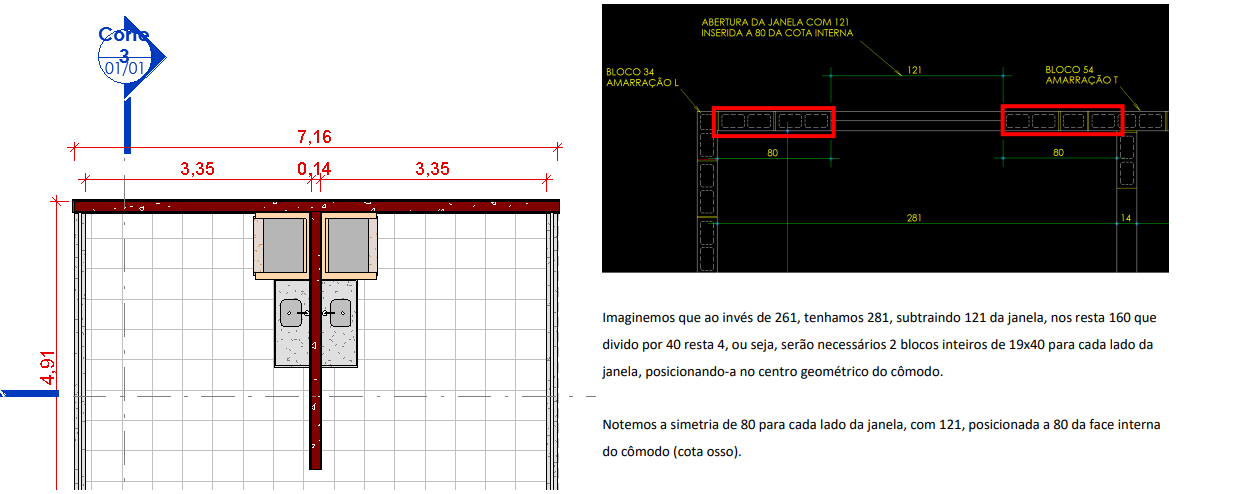 Corte
3
01/01
7,16
3,35
0,14
3,35
4,91
ABERTURA DA JANELA COM 121
INSERIDA A 80 DA COTA INTERNA
BLOCO 34
AMARRAÇÃO L
121
BLOCO 54
AMARRAÇÃO T
80
80
281
14
Imaginemos que ao invés de 261, tenhamos 281, subtraindo 121 da janela, nos resta 160 que
divido por 40 resta 4, ou seja, serão necessários 2 blocos inteiros de 19x40 para cada lado da
janela, posicionando-a no centro geométrico do cômodo.
Notemos a simetria de 80 para cada lado da janela, com 121, posicionada a 80 da face interna
do cômodo (cota osso).